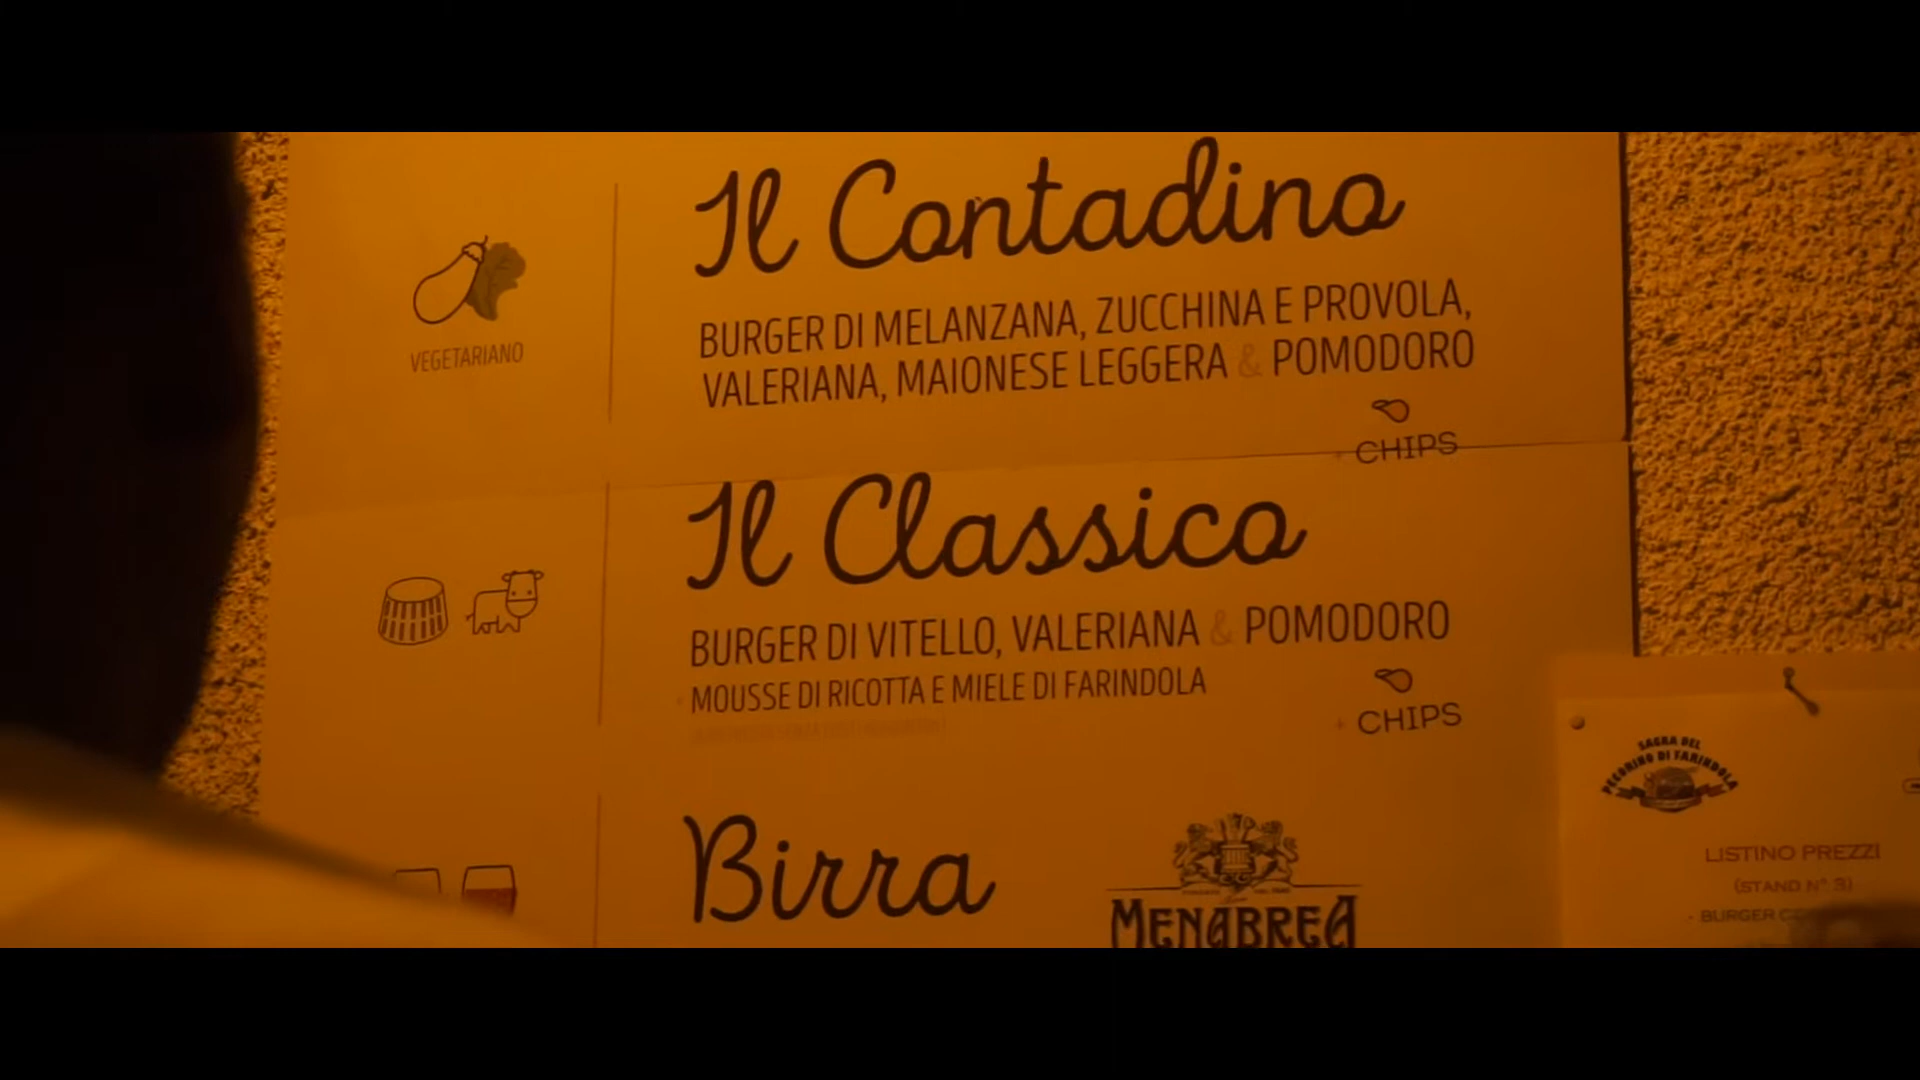 Il Contadino
VEGETARIANO
BURGER DI MELANZANA, ZUCCHINA E PROVOLA,
VALERIANA, MAIONESE LEGGERA & POMODORO
+ CHIPS
Il Classico
BURGER DI VITELLO, VALERIANA & POMODORO
MOUSSE DI RICOTTA E MIELE DI FARINDOLA
+ CHIPS
Birra
MENABREA
SAGRA DEL
PECORINO DI FARINDOLA
LISTINO PREZZI
(STAND N° 3)
- BURGER